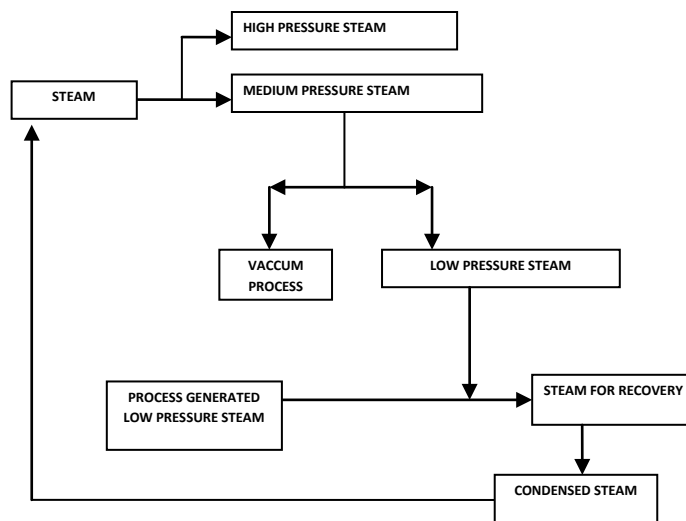 HIGH PRESSURE STEAM
STEAM
MEDIUM PRESSURE STEAM
VACCUM
PROCESS
LOW PRESSURE STEAM
PROCESS GENERATED
LOW PRESSURE STEAM
STEAM FOR RECOVERY
CONDENSED STEAM